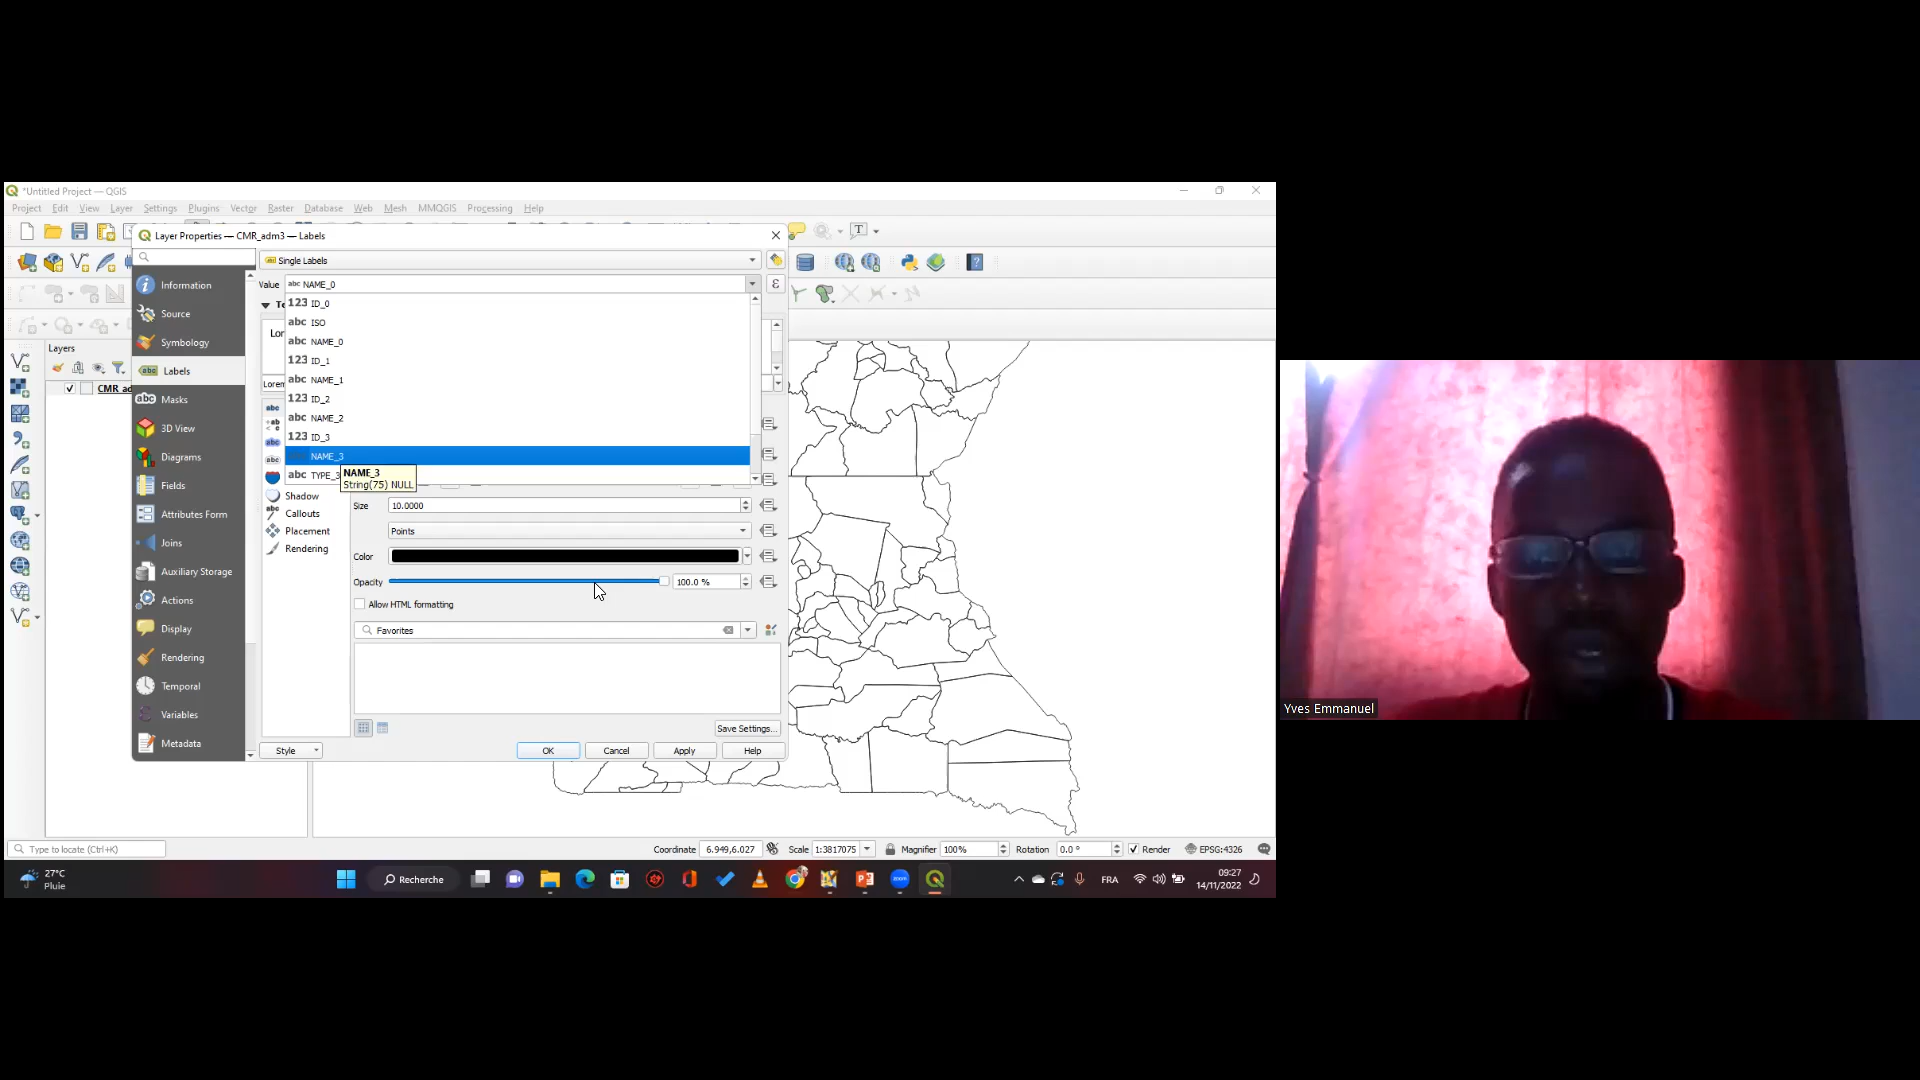 *Untitled Project — QGIS
Project Edit View Layer Settings Plugins Vector Raster Database Web Mesh MMQGIS Processing Help
Layer Properties — CMR_adm3 — Labels
Single Labels
Value abc NAME_0
Information
Source
Symbology
Labels
Masks
3D View
Diagrams
Fields
Attributes Form
Joins
Auxiliary Storage
Actions
Display
Rendering
Temporal
Variables
Metadata
123 ID_0
abc ISO
abc NAME_0
123 ID_1
abc NAME_1
123 ID_2
abc NAME_2
123 ID_3
NAME_3
abc TYPE_3
NAME_3
String(75) NULL
Shadow
Callouts
Placement
Rendering
Size 10.0000
Points
Color
Opacity 100.0 %
Allow HTML formatting
Favorites
Save Settings...
Style OK Cancel Apply Help
Layers
CMR_ad
Type to locate (Ctrl+K)
Coordinate 6.949,6.027 Scale 1:3817075 Magnifier 100% Rotation 0.0 ° Render EPSG:4326
27°C
Pluie
Recherche
FRA
09:27
14/11/2022
Yves Emmanuel